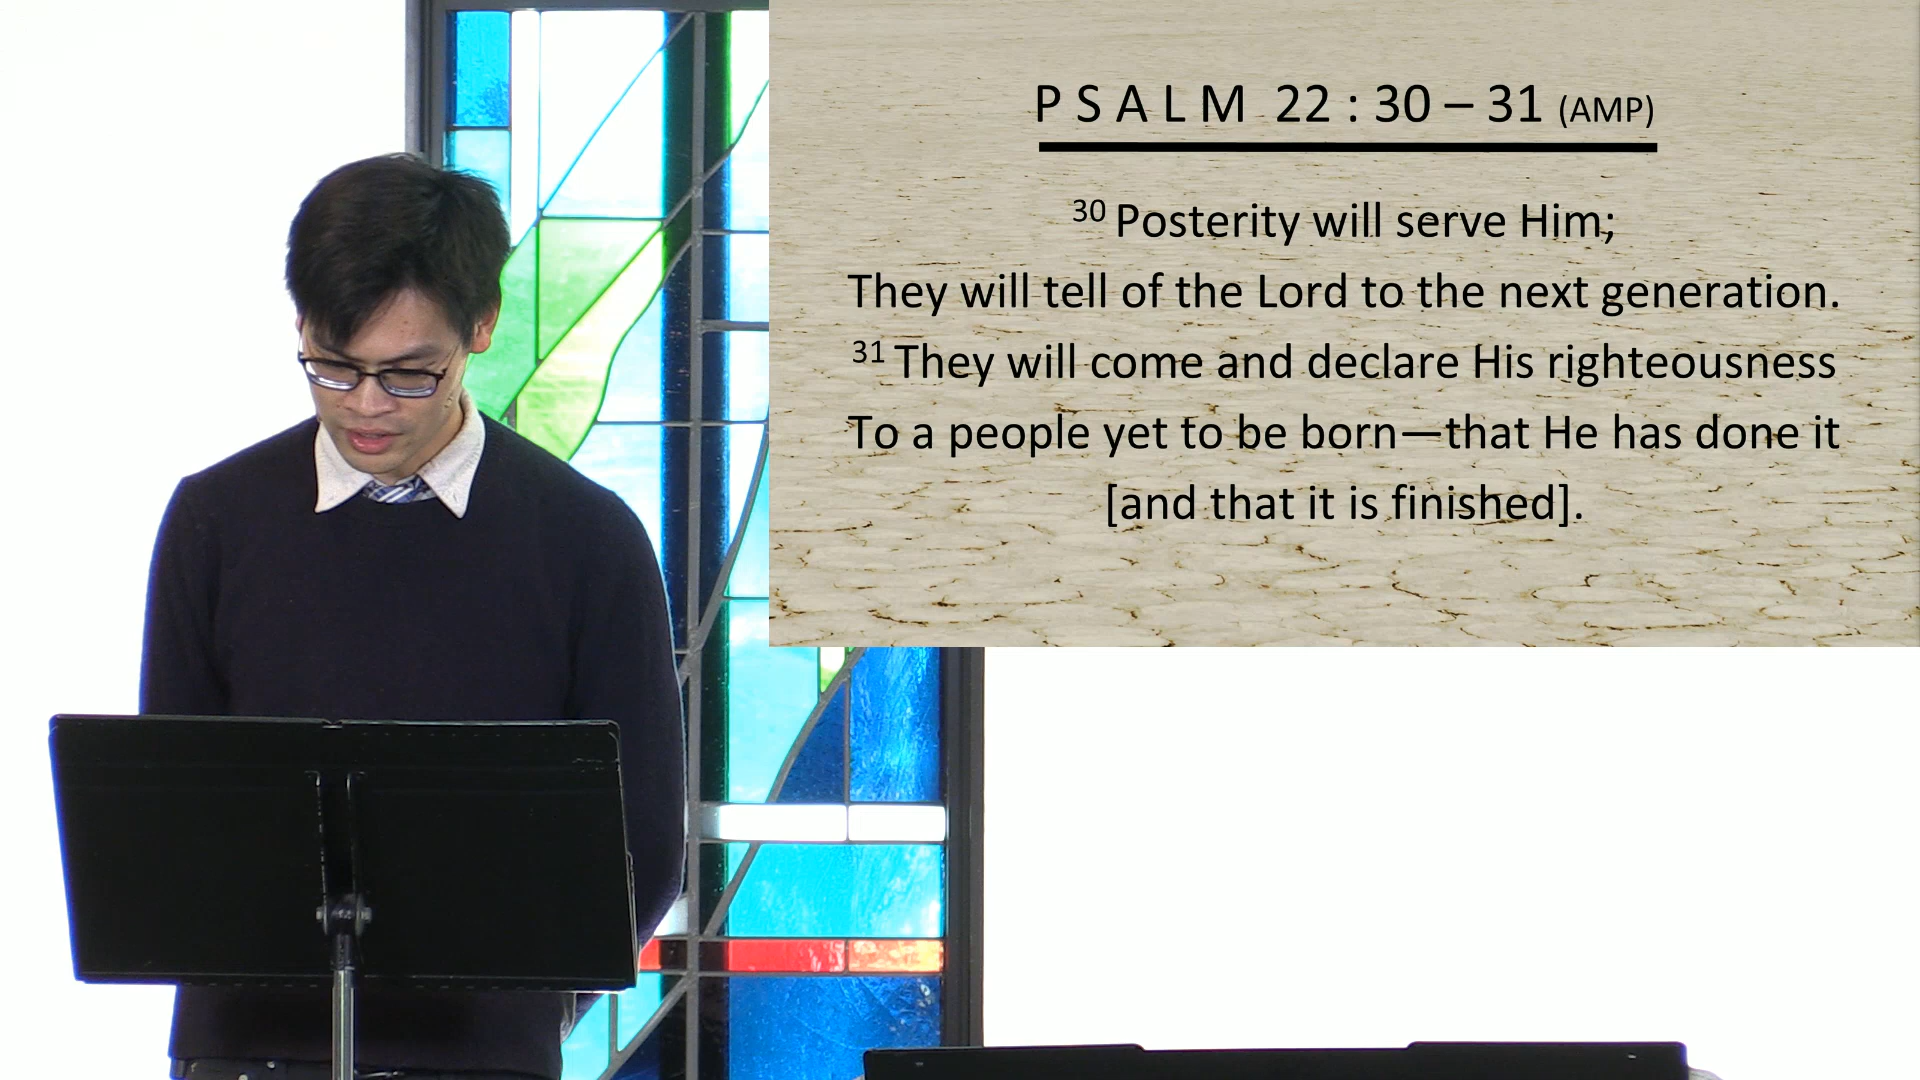 PSALM 22 : 30 – 31 (AMP)
30 Posterity will serve Him;
They will tell of the Lord to the next generation.
31 They will come and declare His righteousness
To a people yet to be born—that He has done it
[and that it is finished].